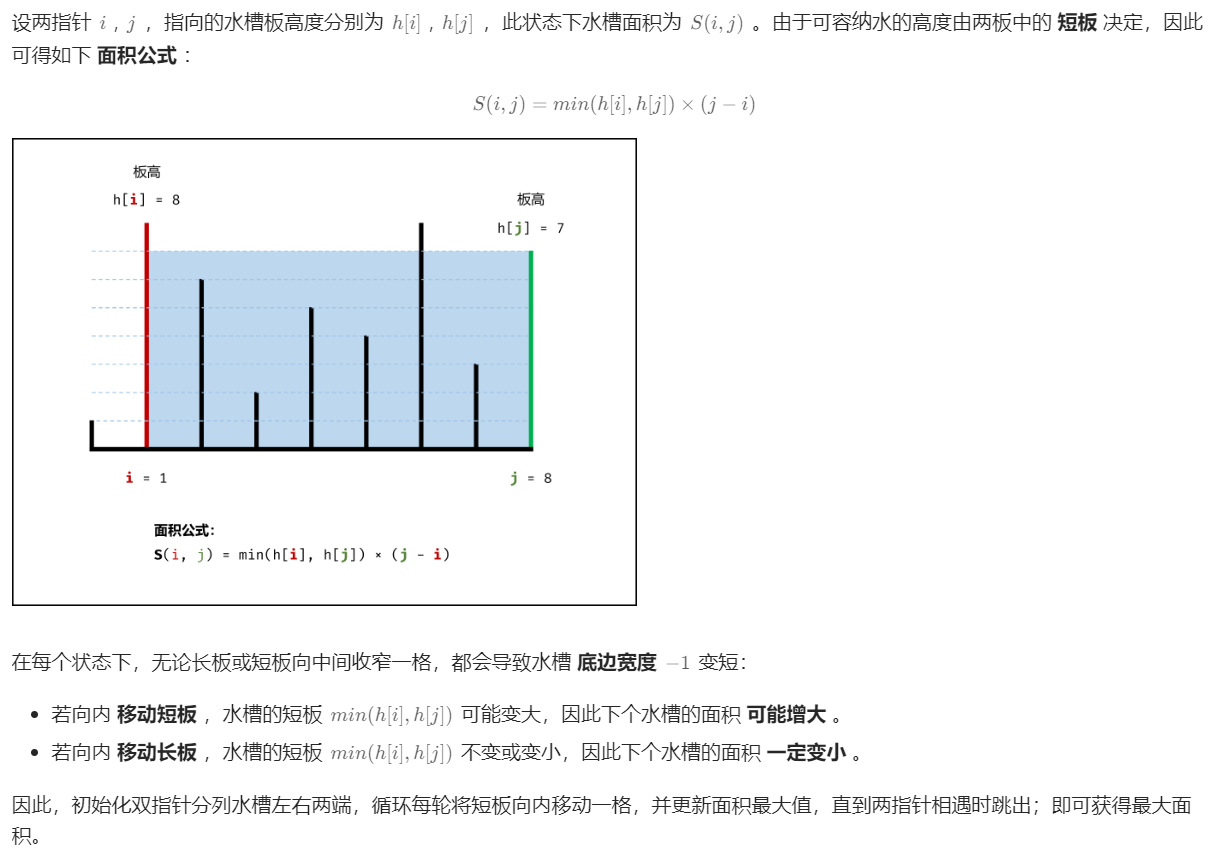 设两指针 i , j ，指向的水槽板高度分别为 h[i] , h[j] ，此状态下水槽面积为 S(i, j) 。由于可容纳水的高度由两板中的 短板 决定，因此
可得如下 面积公式 ：
S(i, j) = min(h[i], h[j]) × (j − i)
板高
h[i] = 8
板高
h[j] = 7
i = 1
j = 8
面积公式：
S(i, j) = min(h[i], h[j]) × (j - i)
在每个状态下，无论长板或短板向中间收窄一格，都会导致水槽 底边宽度 −1 变短：
• 若向内 移动短板 ，水槽的短板 min(h[i], h[j]) 可能变大，因此下个水槽的面积 可能增大 。
• 若向内 移动长板 ，水槽的短板 min(h[i], h[j]) 不变或变小，因此下个水槽的面积 一定变小 。
因此，初始化双指针分列水槽左右两端，循环每轮将短板向内移动一格，并更新面积最大值，直到两指针相遇时跳出；即可获得最大面
积。